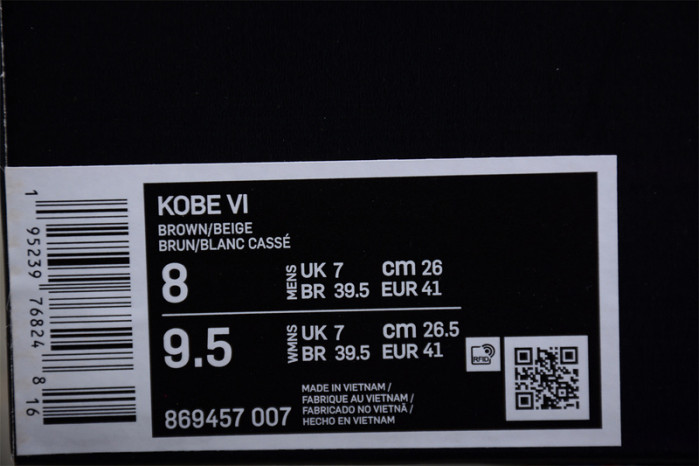 1 95239 76824 8 16
KOBE VI
BROWN/BEIGE
BRUN/BLANC CASSÉ
8 MENS UK 7 cm 26
BR 39.5 EUR 41
9.5 WMNS UK 7 cm 26.5
BR 39.5 EUR 41
RFID
869457 007
MADE IN VIETNAM /
FABRIQUE AU VIETNAM /
FABRICADO NO VIETNÃ /
HECHO EN VIETNAM